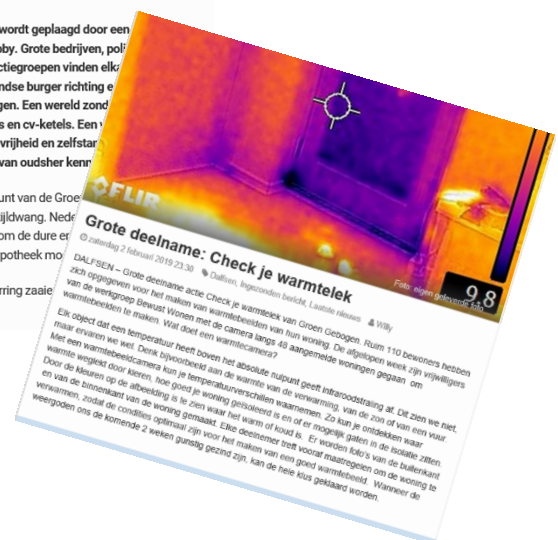 wordt geplaagd door een
by. Grote bedrijven, poli
ctiegroepen vinden elka
ndse burger richting e
gen. Een wereld zond
s en cv-ketels. Een
vrijheid en zelfstan
van oudsher kenn
unt van de Groe
ijldwang. Nede
om de dure en
potheek mo
rring zaaie
FLIR
9.8
Foto: eigen geleverde foto
Grote deelname: Check je warmtelek
zaterdag 2 februari 2019 23:30 Dalfsen, Ingezonden bericht, Laatste nieuws Willy
DALFSEN – Grote deelname actie Check je warmtelek van Groen Gebogen. Ruim 110 bewoners hebben
zich opgegeven voor het maken van warmtebeelden van hun woning. De afgelopen week zijn vrijwilligers
van de werkgroep Bewust Wonen met de camera langs 48 aangemelde woningen gegaan om
warmtebeelden te maken. Wat doet een warmtecamera?
Elk object dat een temperatuur heeft boven het absolute nulpunt geeft infraroodstraling af. Dit zien we niet,
maar ervaren we wel. Denk bijvoorbeeld aan de warmte van de verwarming, van de zon of van een vuur.
Met een warmtebeeldcamera kun je temperatuurverschillen waarnemen. Zo kun je ontdekken waar
warmte weglekt door kieren, hoe goed je woning geïsoleerd is en of er mogelijk gaten in de isolatie zitten.
Door de kleuren op de afbeelding is te zien waar het warm of koud is. Er worden foto's van de buitenkant
en van de binnenkant van de woning gemaakt. Elke deelnemer treft vooraf maatregelen om de woning te
verwarmen, zodat de condities optimaal zijn voor het maken van een goed warmtebeeld. Wanneer de
weergoden ons de komende 2 weken gunstig gezind zijn, kan de hele klus geklaard worden.